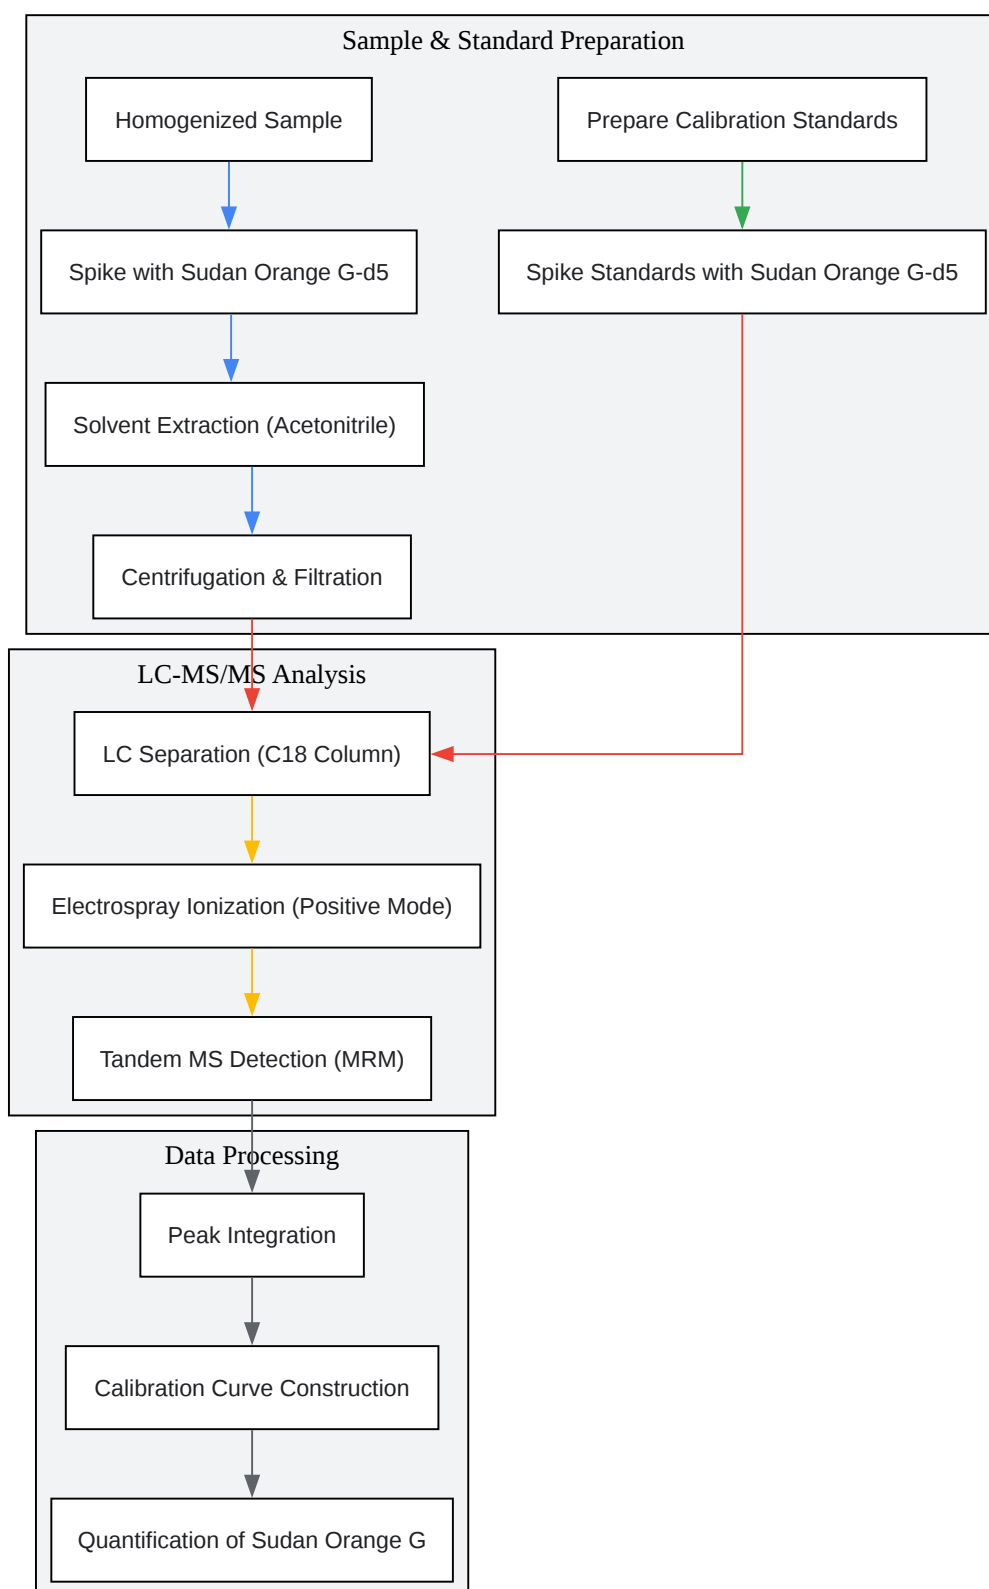 Sample & Standard Preparation
Homogenized Sample
Prepare Calibration Standards
Spike with Sudan Orange G-d5
Spike Standards with Sudan Orange G-d5
Solvent Extraction (Acetonitrile)
Centrifugation & Filtration
LC-MS/MS Analysis
LC Separation (C18 Column)
Electrospray Ionization (Positive Mode)
Tandem MS Detection (MRM)
Data Processing
Peak Integration
Calibration Curve Construction
Quantification of Sudan Orange G